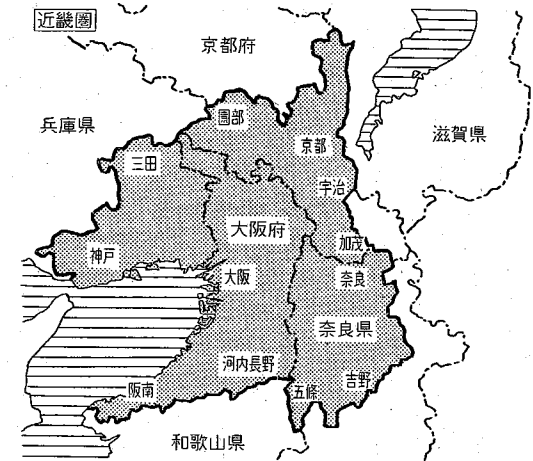 近畿圏
京都府
兵庫県
園部
京都
滋賀県
三田
宇治
大阪府
加茂
神戸
大阪
奈良
奈良県
河内長野
阪南
五條
吉野
和歌山県